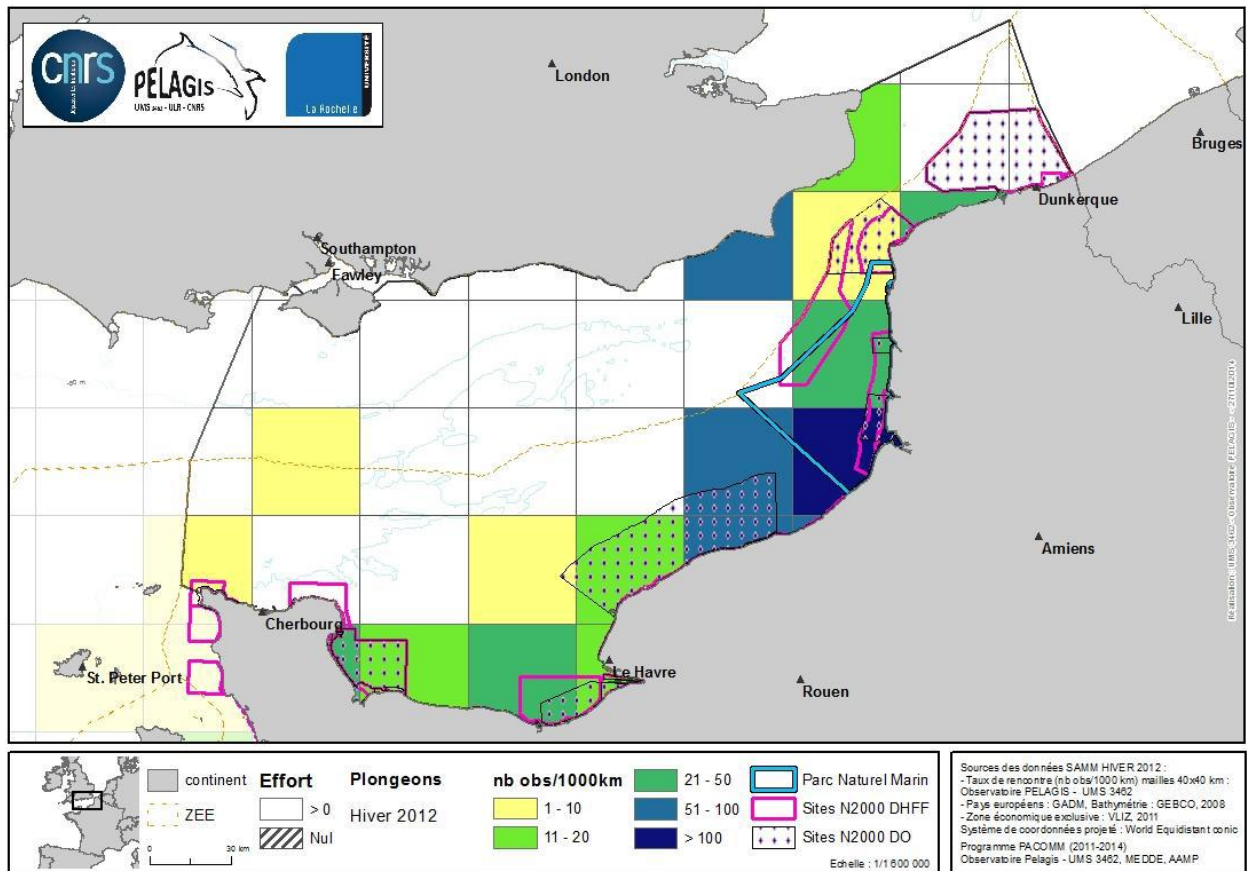 cnrs
PELAGIS
UMS 3462 - ULR - CNRS
UNIVERSITÉ
La Rochelle
London
Bruges
Dunkerque
Southampton
Fawley
Lille
Amiens
Cherbourg
St. Peter Port
Le Havre
Rouen
continent
ZEE
0 30 km
Effort
> 0
Nul
Plongeons
Hiver 2012
nb obs/1000km
1 - 10
11 - 20
21 - 50
51 - 100
> 100
Parc Naturel Marin
Sites N2000 DHFF
Sites N2000 DO
Echelle : 1/1 600 000
Sources des données SAMM HIVER 2012 :
- Taux de rencontre (nb obs/1000 km) mailles 40x40 km :
Observatoire PELAGIS - UMS 3462
- Pays européens : GADM, Bathymétrie : GEBCO, 2008
- Zone économique exclusive : VLIZ, 2011
Système de coordonnées projeté : World Equidistant conic
Programme PACOMM (2011-2014)
Observatoire Pelagis - UMS 3462, MEDDE, AAMP